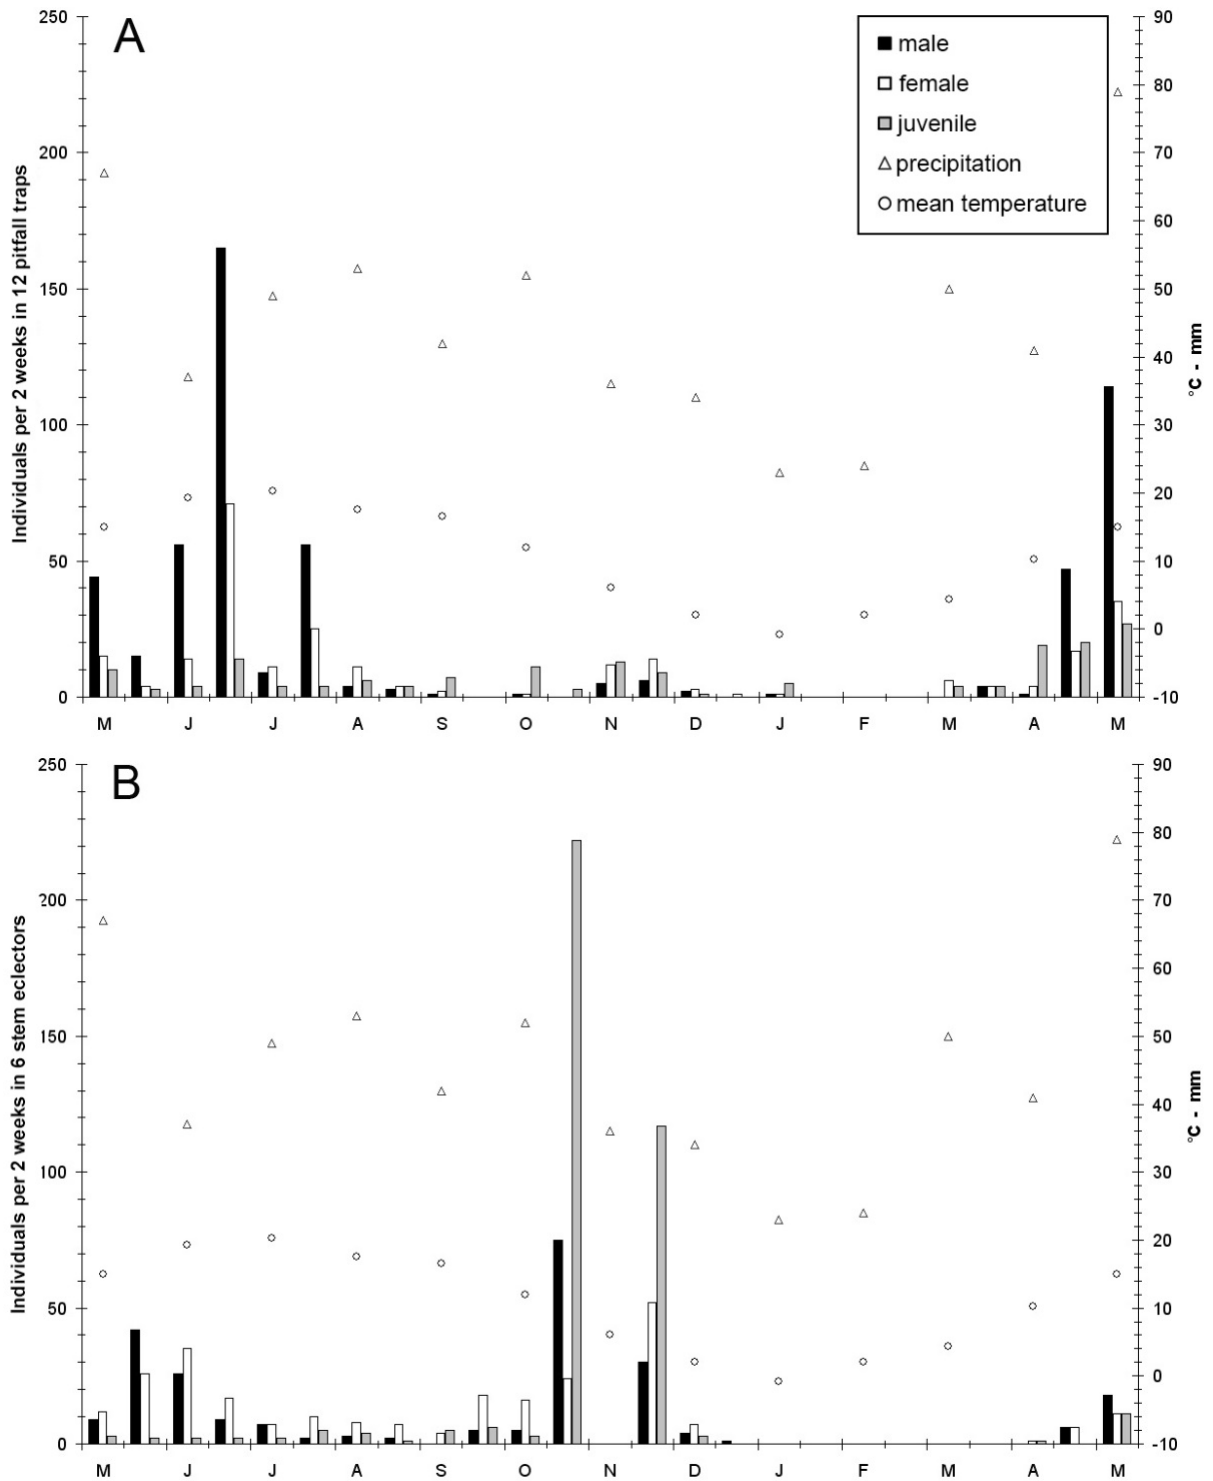 A
male
female
juvenile
precipitation
mean temperature
Individuals per 2 weeks in 12 pitfall traps
250
200
150
100
50
0
90
80
70
60
50
40
30
20
10
0
-10
°C - mm
M J J A S O N D J F M A M
B
Individuals per 2 weeks in 6 stem eclectors
250
200
150
100
50
0
90
80
70
60
50
40
30
20
10
0
-10
°C - mm
M J J A S O N D J F M A M